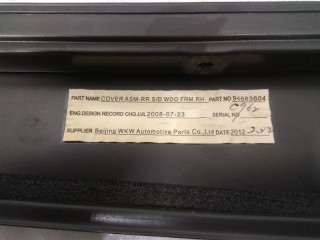 PART NAME COVER ASM-RR S/D WDO FRM.RH PART NO 94663604
ENG.DESIGN RECORD CHG.LVL 2008-07-23 SERIAL NO
SUPPLIER Beijing WKW Automotive Parts Co.,Ltd DATE 2012